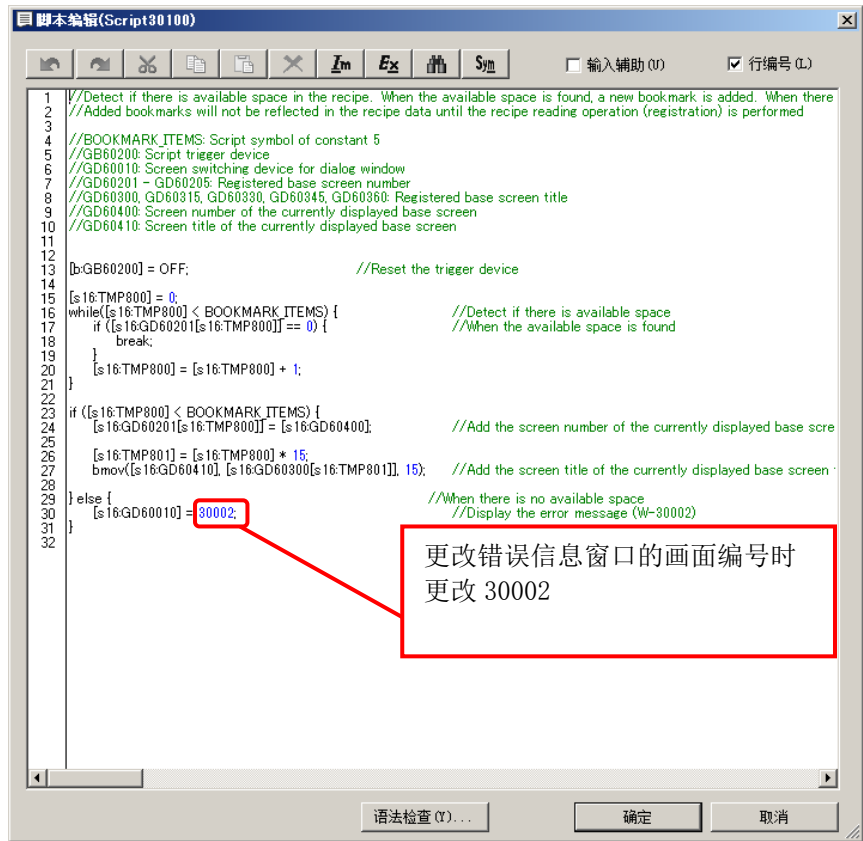 脚本编辑(Script30100)
Im Ex Sym 输入辅助(U) 行编号(L)
1 //Detect if there is available space in the recipe. When the available space is found, a new bookmark is added. When there
2 //Added bookmarks will not be reflected in the recipe data until the recipe reading operation (registration) is performed
3
4 //BOOKMARK_ITEMS: Script symbol of constant 5
5 //GB60200: Script trigger device
6 //GD60010: Screen switching device for dialog window
7 //GD60201 - GD60205: Registered base screen number
8 //GD60300, GD60315, GD60330, GD60345, GD60360: Registered base screen title
9 //GD60400: Screen number of the currently displayed base screen
10 //GD60410: Screen title of the currently displayed base screen
11
12
13 [b:GB60200] = OFF; //Reset the trigger device
14
15 [s16:TMP800] = 0;
16 while([s16:TMP800] < BOOKMARK_ITEMS) { //Detect if there is available space
17 if ([s16:GD60201[s16:TMP800]] == 0) { //When the available space is found
18 break;
19 }
20 [s16:TMP800] = [s16:TMP800] + 1;
21 }
22
23 if ([s16:TMP800] < BOOKMARK_ITEMS) {
24 [s16:GD60201[s16:TMP800]] = [s16:GD60400]; //Add the screen number of the currently displayed base scre
25
26 [s16:TMP801] = [s16:TMP800] * 15;
27 bmov([s16:GD60410], [s16:GD60300[s16:TMP801]], 15); //Add the screen title of the currently displayed base screen
28
29 } else { //When there is no available space
30 [s16:GD60010] = 30002; //Display the error message (W-30002)
31 }
32
更改错误信息窗口的画面编号时
更改 30002
语法检查(Y)... 确定 取消